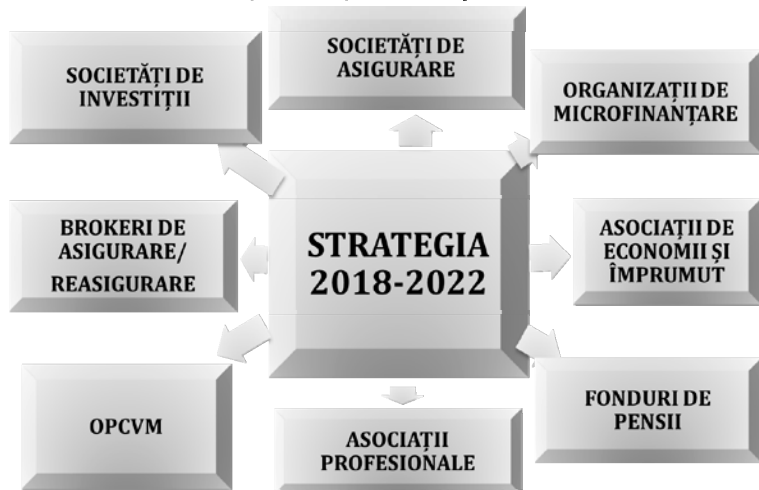 SOCIETĂȚI DE
INVESTIȚII
SOCIETĂȚI DE
ASIGURARE
ORGANIZAȚII DE
MICROFINANȚARE
BROKERI DE
ASIGURARE/
REASIGURARE
STRATEGIA
2018-2022
ASOCIAȚII DE
ECONOMII ȘI
ÎMPRUMUT
OPCVM
ASOCIAȚII
PROFESIONALE
FONDURI DE
PENSII